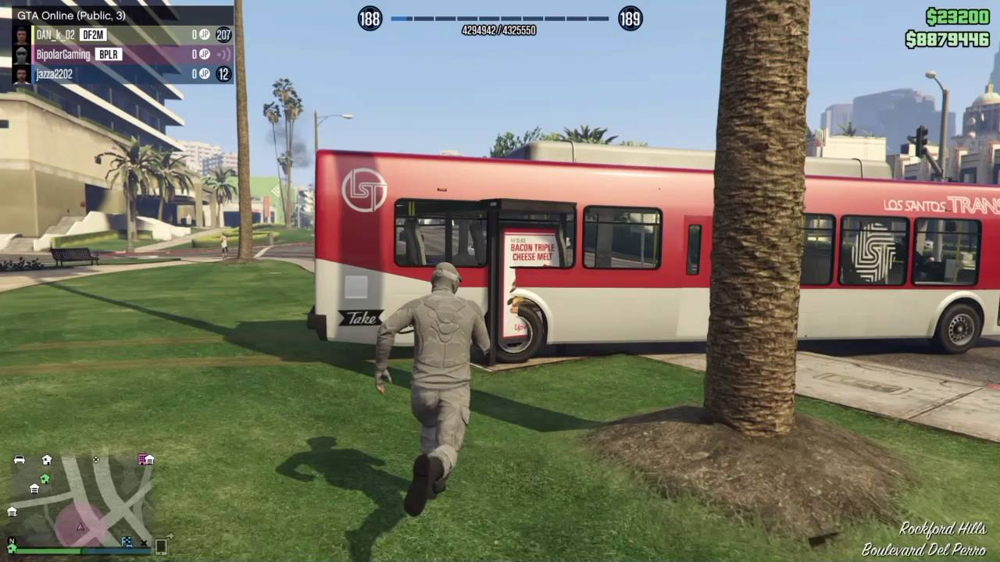 GTA Online (Public, 3)
188
189
4294942/4325550
$23200
$8879446
DAN_k_02 DF2M 0 JP 207
BipolarGaming BPLR 0 JP
jazza2202 0 JP 12
LST
LOS SANTOS TRANS
BACON TRIPLE
CHEESE MELT
Take
N
Rockford Hills
Boulevard Del Perro